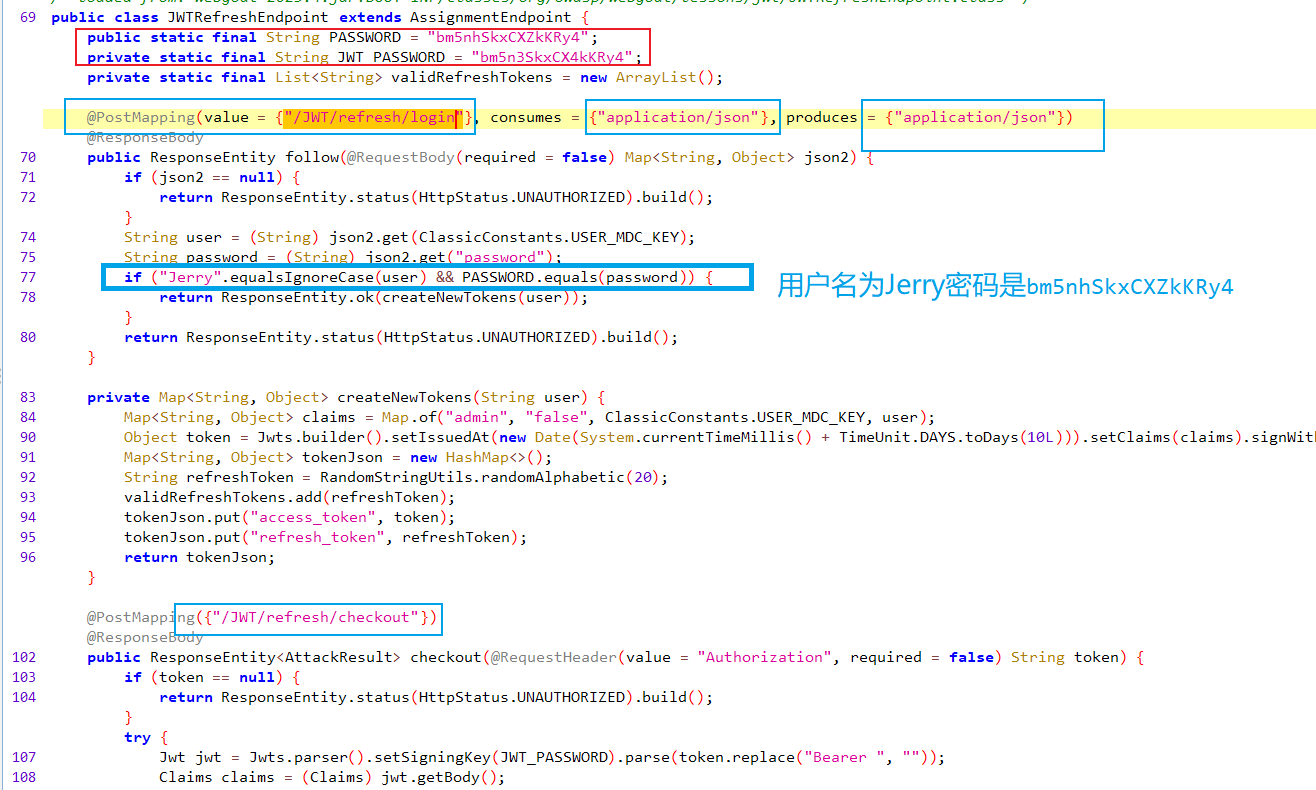 /* loaded from: webgoat-2025.4.jar:BOOT-INF/classes/org/owasp/webgoat/lessons/jwt/JWTRefreshEndpoint.class */
69 public class JWTRefreshEndpoint extends AssignmentEndpoint {
public static final String PASSWORD = "bm5nhSkxCXZkKRy4";
private static final String JWT_PASSWORD = "bm5n3SkxCX4kKRy4";
private static final List<String> validRefreshTokens = new ArrayList();
@PostMapping(value = {"/JWT/refresh/login"}, consumes = {"application/json"}, produces = {"application/json"})
@ResponseBody
70 public ResponseEntity follow(@RequestBody(required = false) Map<String, Object> json2) {
71 if (json2 == null) {
72 return ResponseEntity.status(HttpStatus.UNAUTHORIZED).build();
}
74 String user = (String) json2.get(ClassicConstants.USER_MDC_KEY);
75 String password = (String) json2.get("password");
77 if ("Jerry".equalsIgnoreCase(user) && PASSWORD.equals(password)) {
用户名为Jerry密码是bm5nhSkxCXZkKRy4
78 return ResponseEntity.ok(createNewTokens(user));
}
80 return ResponseEntity.status(HttpStatus.UNAUTHORIZED).build();
}
83 private Map<String, Object> createNewTokens(String user) {
84 Map<String, Object> claims = Map.of("admin", "false", ClassicConstants.USER_MDC_KEY, user);
90 Object token = Jwts.builder().setIssuedAt(new Date(System.currentTimeMillis() + TimeUnit.DAYS.toDays(10L))).setClaims(claims).signWit
91 Map<String, Object> tokenJson = new HashMap<>();
92 String refreshToken = RandomStringUtils.randomAlphabetic(20);
93 validRefreshTokens.add(refreshToken);
94 tokenJson.put("access_token", token);
95 tokenJson.put("refresh_token", refreshToken);
96 return tokenJson;
}
@PostMapping({"/JWT/refresh/checkout"})
@ResponseBody
102 public ResponseEntity<AttackResult> checkout(@RequestHeader(value = "Authorization", required = false) String token) {
103 if (token == null) {
104 return ResponseEntity.status(HttpStatus.UNAUTHORIZED).build();
}
try {
107 Jwt jwt = Jwts.parser().setSigningKey(JWT_PASSWORD).parse(token.replace("Bearer ", ""));
108 Claims claims = (Claims) jwt.getBody();